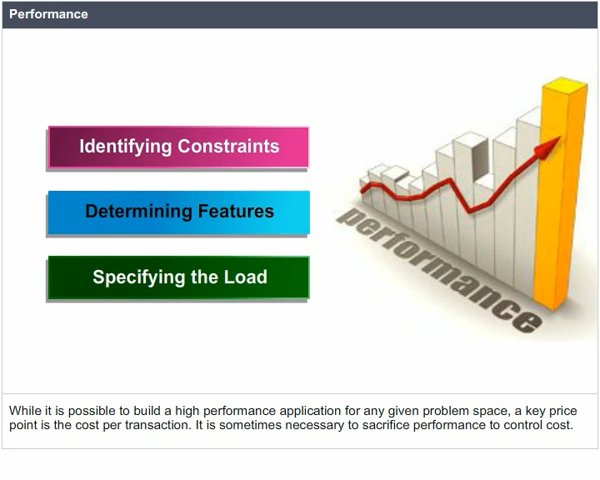 Performance
Identifying Constraints
Determining Features
Specifying the Load
performance
While it is possible to build a high performance application for any given problem space, a key price
point is the cost per transaction. It is sometimes necessary to sacrifice performance to control cost.